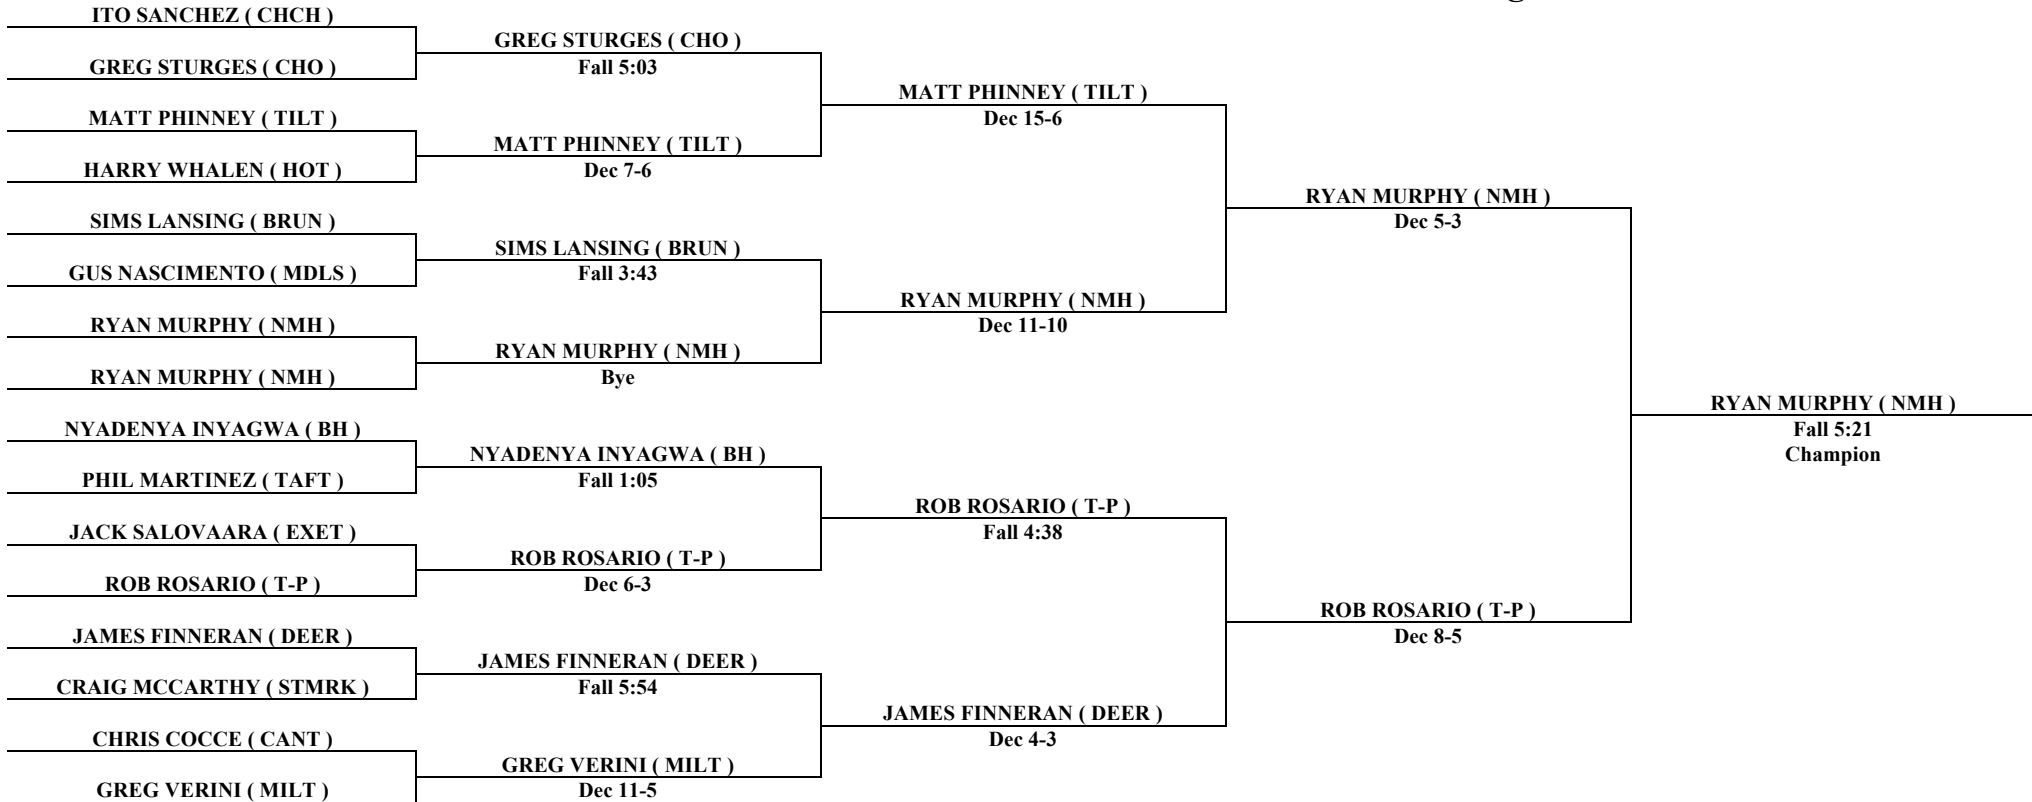 ITO SANCHEZ ( CHCH )
GREG STURGES ( CHO )
MATT PHINNEY ( TILT )
HARRY WHALEN ( HOT )
SIMS LANSING ( BRUN )
GUS NASCIMENTO ( MDLS )
RYAN MURPHY ( NMH )
RYAN MURPHY ( NMH )
NYADENYA INYAGWA ( BH )
PHIL MARTINEZ ( TAFT )
JACK SALOVAARA ( EXET )
ROB ROSARIO ( T-P )
JAMES FINNERAN ( DEER )
CRAIG MCCARTHY ( STMRK )
CHRIS COCCE ( CANT )
GREG VERINI ( MILT )
GREG STURGES ( CHO )
Fall 5:03
MATT PHINNEY ( TILT )
Dec 7-6
SIMS LANSING ( BRUN )
Fall 3:43
RYAN MURPHY ( NMH )
Bye
NYADENYA INYAGWA ( BH )
Fall 1:05
ROB ROSARIO ( T-P )
Dec 6-3
JAMES FINNERAN ( DEER )
Fall 5:54
GREG VERINI ( MILT )
Dec 11-5
MATT PHINNEY ( TILT )
Dec 15-6
RYAN MURPHY ( NMH )
Dec 11-10
ROB ROSARIO ( T-P )
Fall 4:38
JAMES FINNERAN ( DEER )
Dec 4-3
RYAN MURPHY ( NMH )
Dec 5-3
ROB ROSARIO ( T-P )
Dec 8-5
RYAN MURPHY ( NMH )
Fall 5:21
Champion